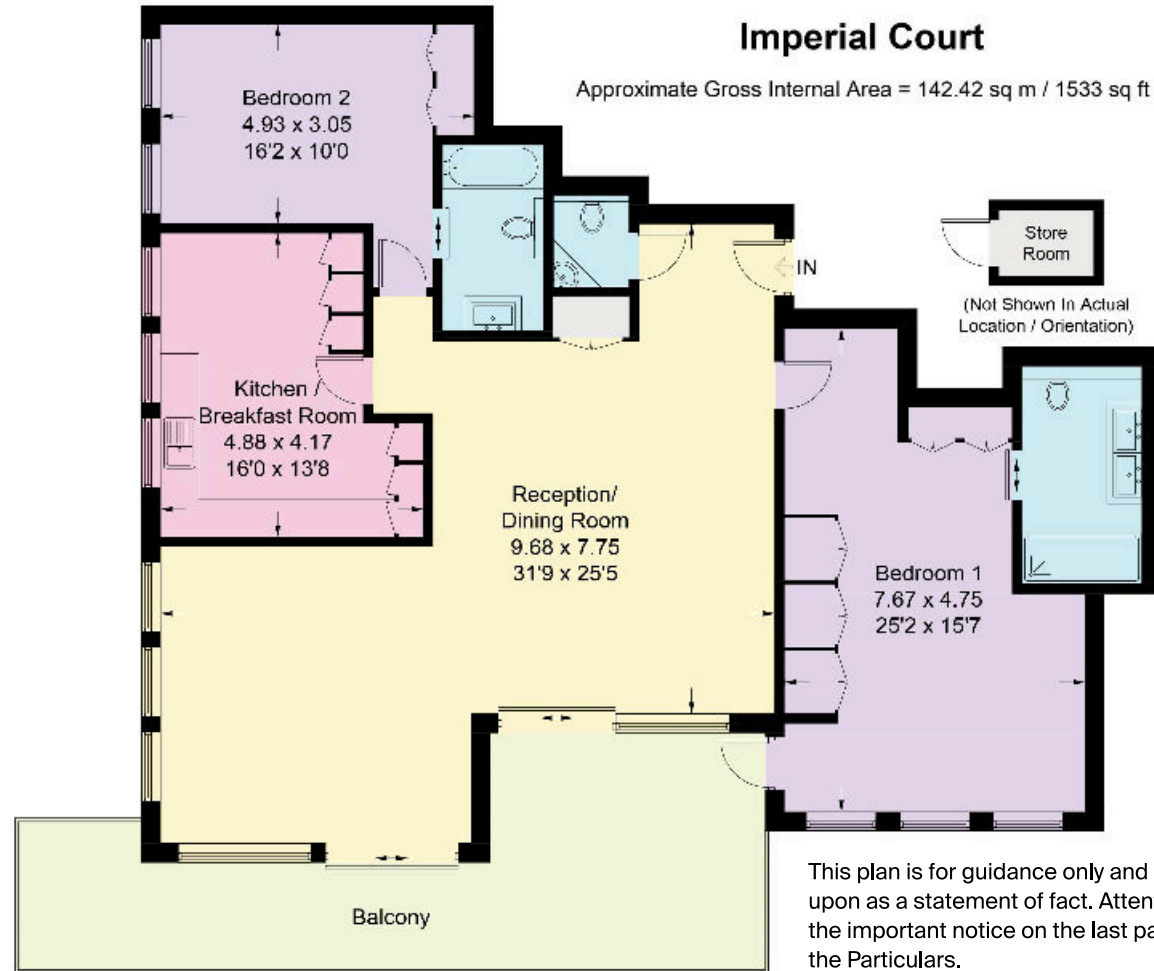 Imperial Court
Approximate Gross Internal Area = 142.42 sq m / 1533 sq ft
Bedroom 2
4.93 x 3.05
16'2 x 10'0
IN
Store
Room
(Not Shown In Actual
Location / Orientation)
Kitchen /
Breakfast Room
4.88 x 4.17
16'0 x 13'8
Reception/
Dining Room
9.68 x 7.75
31'9 x 25'5
Bedroom 1
7.67 x 4.75
25'2 x 15'7
Balcony
This plan is for guidance only and
upon as a statement of fact. Atten
the important notice on the last pa
the Particulars.